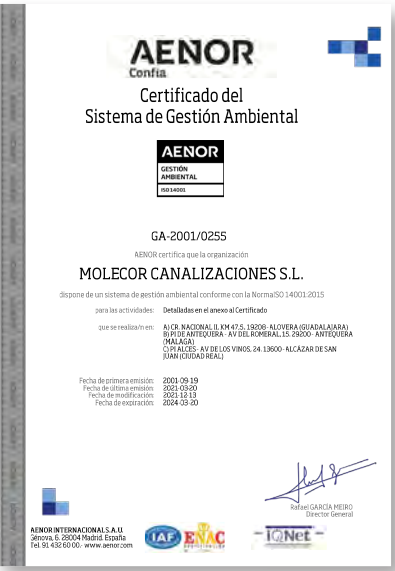 AENOR
Confía
Certificado del
Sistema de Gestión Ambiental
AENOR
GESTIÓN
AMBIENTAL
ISO 14001
GA-2001/0255
AENOR certifica que la organización
MOLECOR CANALIZACIONES S.L.
dispone de un sistema de gestión ambiental conforme con la Norma ISO 14001:2015
para las actividades: Detalladas en el anexo al Certificado
que se realiza/n en: A) CR. NACIONAL II, KM 47,5. 19208 - ALOVERA (GUADALAJARA)
B) PI DE ANTEQUERA - AV DEL ROMERAL, 15. 29200 - ANTEQUERA
(MALAGA)
C) PI ALCES - AV DE LOS VINOS, 24. 13600 - ALCÁZAR DE SAN
JUAN (CIUDAD REAL)
Fecha de primera emisión: 2001-09-19
Fecha de última emisión: 2021-03-20
Fecha de modificación: 2021-12-13
Fecha de expiración: 2024-03-20
Rafael GARCÍA MEIRO
Director General
AENOR INTERNACIONAL S.A.U.
Génova, 6. 28004 Madrid. España
Tel. 91 432 60 00.- www.aenor.com
IAF
ENAC
IQNet